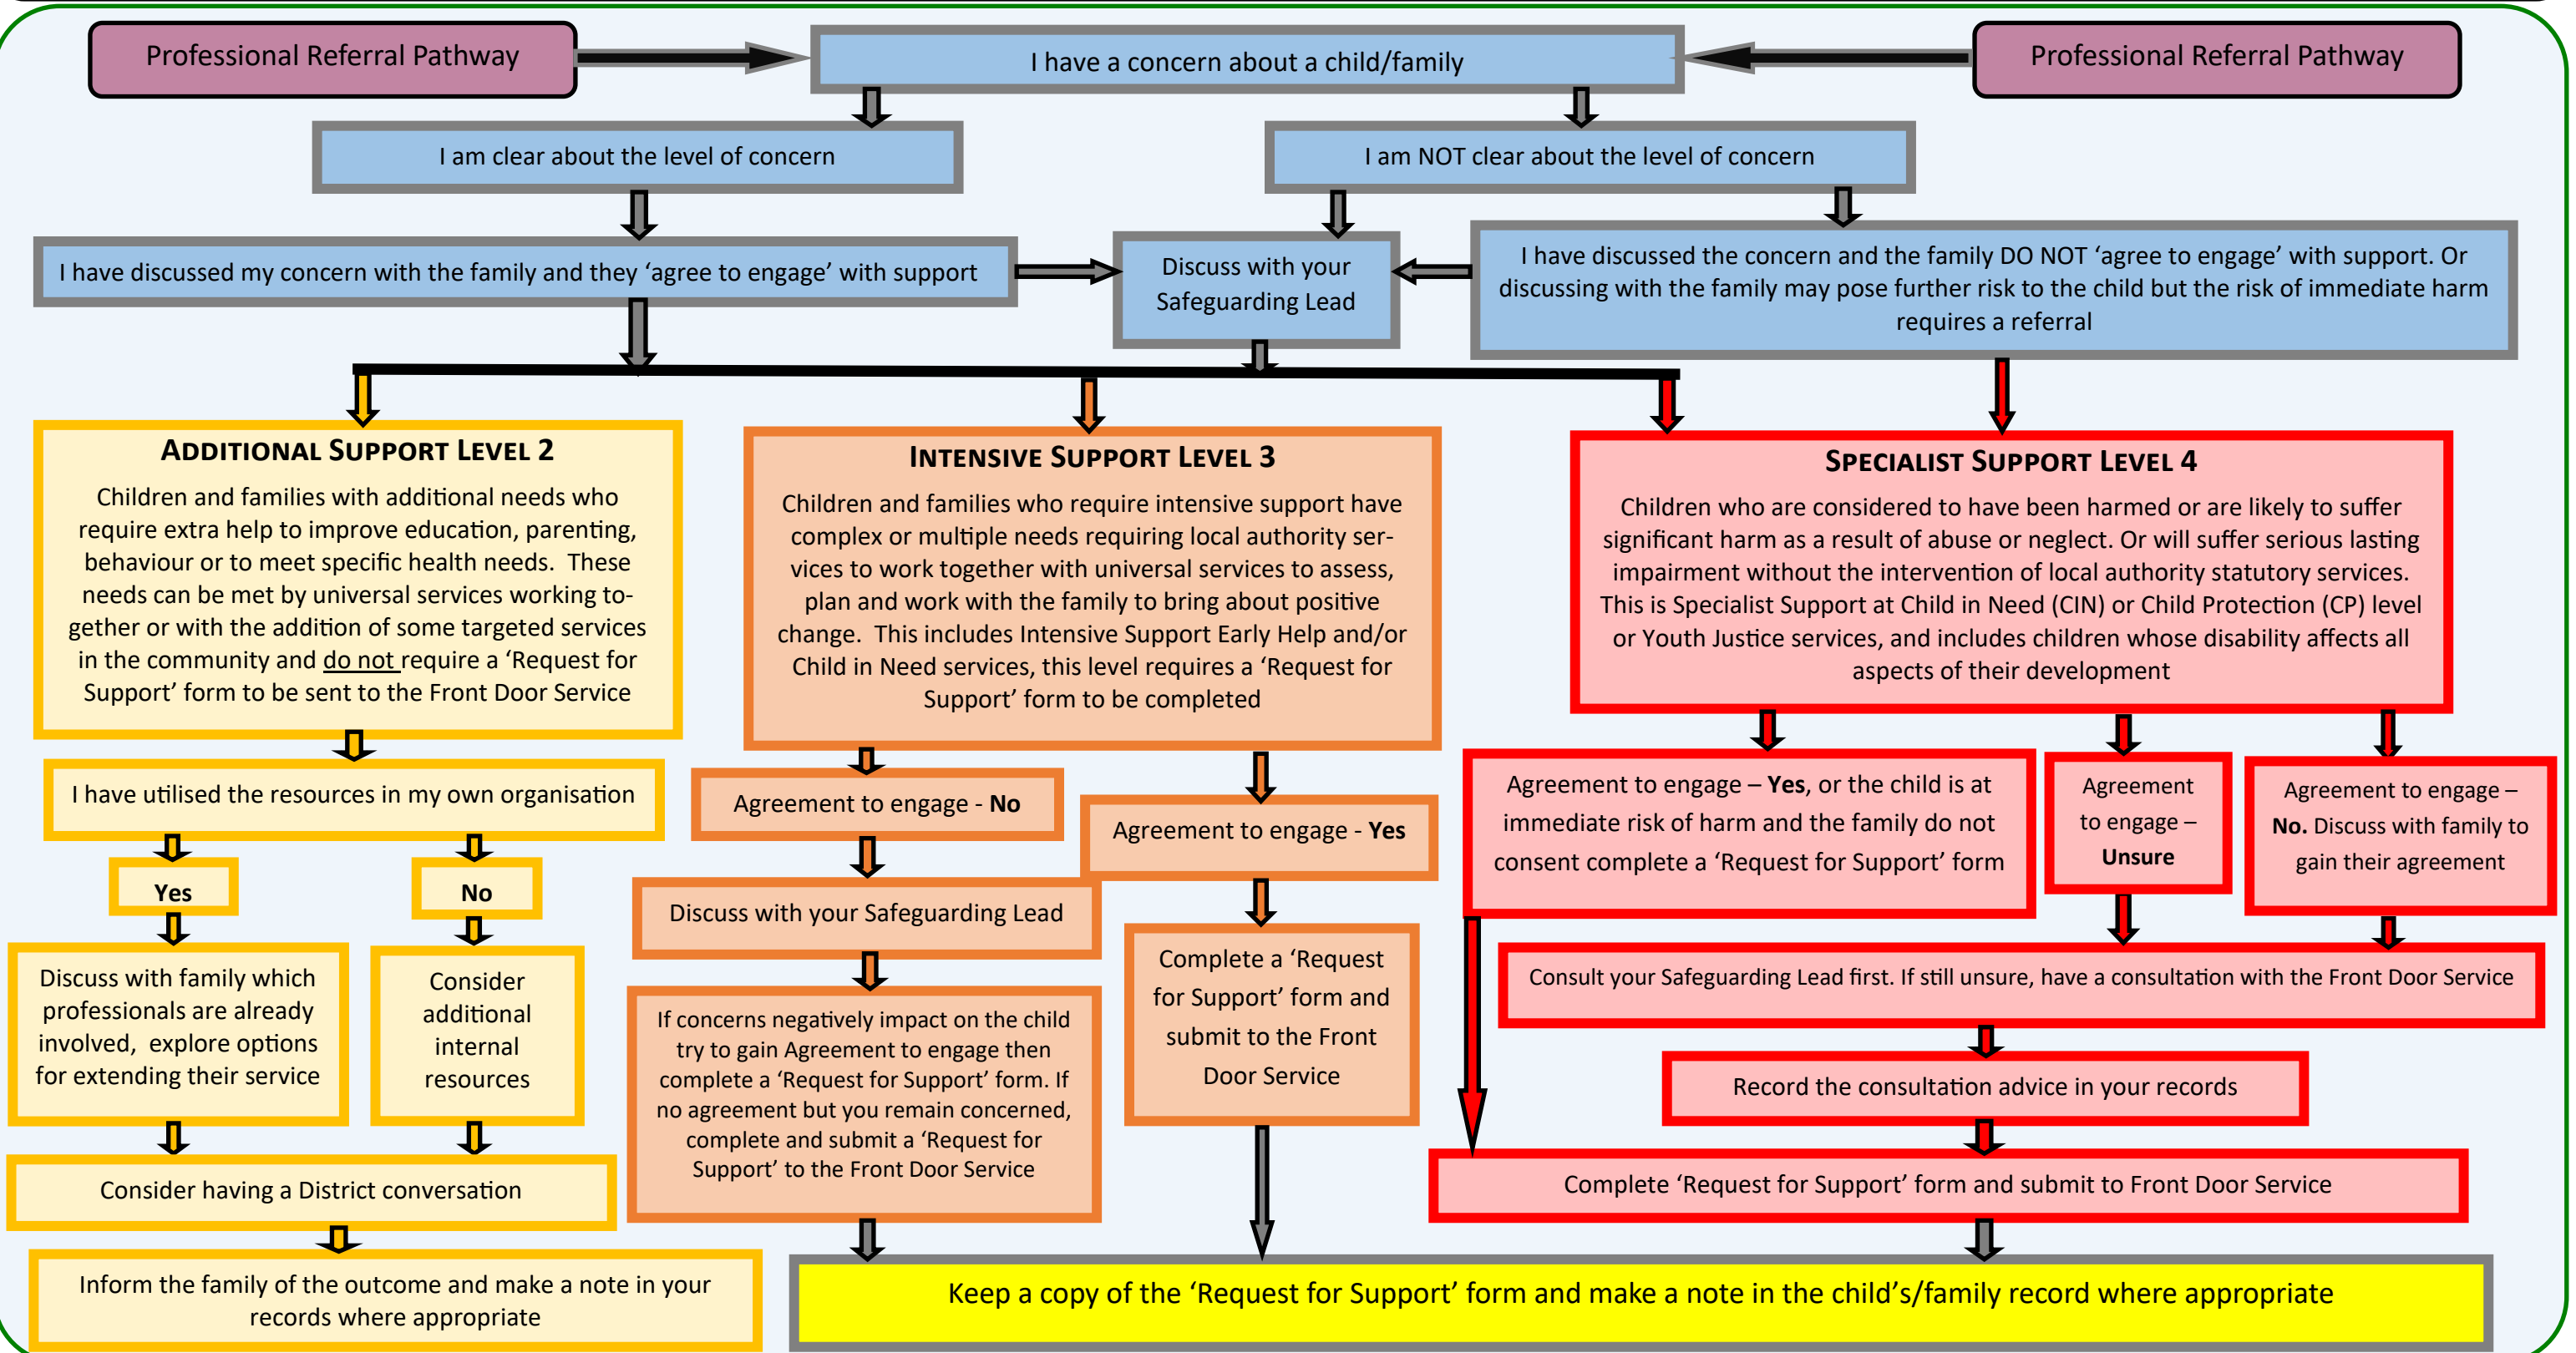 Professional Referral Pathway
I have a concern about a child/family
Professional Referral Pathway
I am clear about the level of concern
I am NOT clear about the level of concern
I have discussed my concern with the family and they ‘agree to engage’ with support
Discuss with your
Safeguarding Lead
I have discussed the concern and the family DO NOT ‘agree to engage’ with support. Or
discussing with the family may pose further risk to the child but the risk of immediate harm
requires a referral
ADDITIONAL SUPPORT LEVEL 2
Children and families with additional needs who
require extra help to improve education, parenting,
behaviour or to meet specific health needs.  These
needs can be met by universal services working to-
gether or with the addition of some targeted services
in the community and do not require a ‘Request for
Support’ form to be sent to the Front Door Service
INTENSIVE SUPPORT LEVEL 3
Children and families who require intensive support have
complex or multiple needs requiring local authority ser-
vices to work together with universal services to assess,
plan and work with the family to bring about positive
change.  This includes Intensive Support Early Help and/or
Child in Need services, this level requires a ‘Request for
Support’ form to be completed
SPECIALIST SUPPORT LEVEL 4
Children who are considered to have been harmed or are likely to suffer
significant harm as a result of abuse or neglect. Or will suffer serious lasting
impairment without the intervention of local authority statutory services.
This is Specialist Support at Child in Need (CIN) or Child Protection (CP) level
or Youth Justice services, and includes children whose disability affects all
aspects of their development
I have utilised the resources in my own organisation
Yes
No
Discuss with family which
professionals are already
involved,  explore options
for extending their service
Consider
additional
internal
resources
Consider having a District conversation
Inform the family of the outcome and make a note in your
records where appropriate
Agreement to engage - No
Discuss with your Safeguarding Lead
If concerns negatively impact on the child
try to gain Agreement to engage then
complete a ‘Request for Support’ form. If
no agreement but you remain concerned,
complete and submit a ‘Request for
Support’ to the Front Door Service
Agreement to engage - Yes
Complete a ‘Request
for Support’ form and
submit to the Front
Door Service
Agreement to engage – Yes, or the child is at
immediate risk of harm and the family do not
consent complete a ‘Request for Support’ form
Agreement
to engage –
Unsure
Agreement to engage –
No. Discuss with family to
gain their agreement
Consult your Safeguarding Lead first. If still unsure, have a consultation with the Front Door Service
Record the consultation advice in your records
Complete ‘Request for Support’ form and submit to Front Door Service
Keep a copy of the ‘Request for Support’ form and make a note in the child’s/family record where appropriate